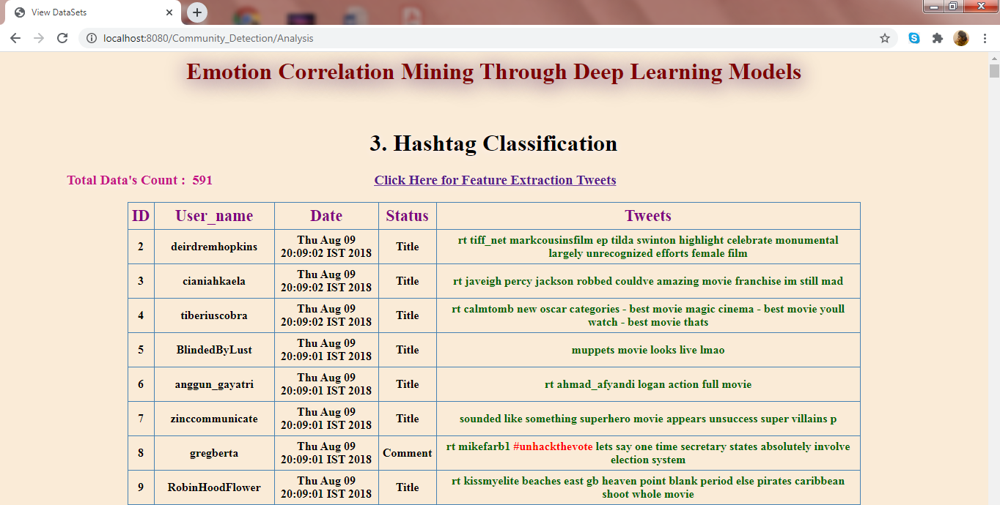 View DataSets
localhost:8080/Community_Detection/Analysis
Emotion Correlation Mining Through Deep Learning Models
3. Hashtag Classification
Total Data's Count : 591
Click Here for Feature Extraction Tweets
ID User_name Date Status Tweets
2 deirdremhopkins Thu Aug 09 20:09:02 IST 2018 Title rt tiff_net markcousinsfilm ep tilda swinton highlight celebrate monumental largely unrecognized efforts female film
3 cianiahkaela Thu Aug 09 20:09:02 IST 2018 Title rt javeigh percy jackson robbed couldve amazing movie franchise im still mad
4 tiberiuscobra Thu Aug 09 20:09:02 IST 2018 Title rt calmtomb new oscar categories - best movie magic cinema - best movie youll watch - best movie thats
5 BlindedByLust Thu Aug 09 20:09:01 IST 2018 Title muppets movie looks live lmao
6 anggun_gayatri Thu Aug 09 20:09:01 IST 2018 Title rt ahmad_afyandi logan action full movie
7 zinccommunicate Thu Aug 09 20:09:01 IST 2018 Title sounded like something superhero movie appears unsuccess super villains p
8 gregberta Thu Aug 09 20:09:01 IST 2018 Comment rt mikefarb1 #unhackthevote lets say one time secretary states absolutely involve election system
9 RobinHoodFlower Thu Aug 09 20:09:01 IST 2018 Title rt kissmyelite beaches east gb heaven point blank period else pirates caribbean shoot whole movie